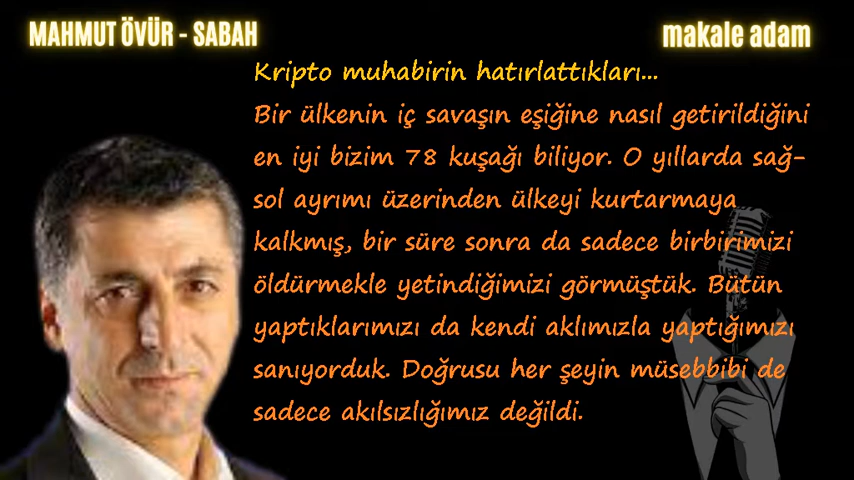 MAHMUT ÖVÜR - SABAH
makale adam
Kripto muhabirin hatırlattıkları...
Bir ülkenin iç savaşın eşiğine nasıl getirildiğini
en iyi bizim 78 kuşağı biliyor. O yıllarda sağ-
sol ayrımı üzerinden ülkeyi kurtarmaya
kalkmış, bir süre sonra da sadece birbirimizi
öldürmekle yetindiğimizi görmüştük. Bütün
yaptıklarımızı da kendi aklımızla yaptığımızı
sanıyorduk. Doğrusu her şeyin müsebbibi de
sadece akılsızlığımız değildi.